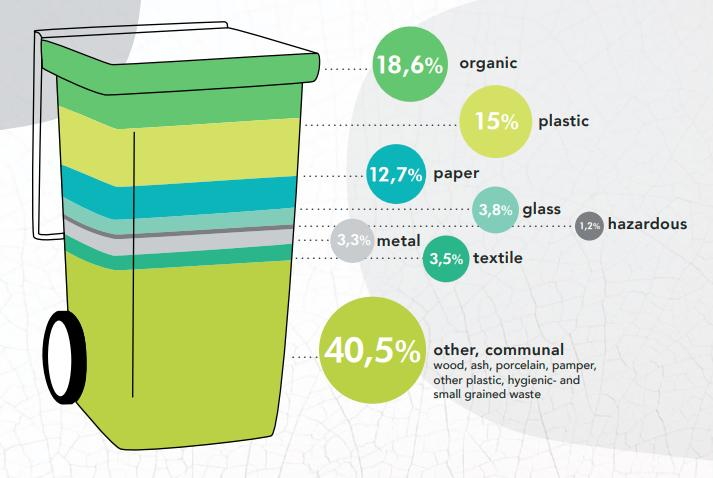 18,6% organic
15% plastic
12,7% paper
3,8% glass
1,2% hazardous
3,3% metal
3,5% textile
40,5% other, communal
wood, ash, porcelain, pamper,
other plastic, hygienic- and
small grained waste